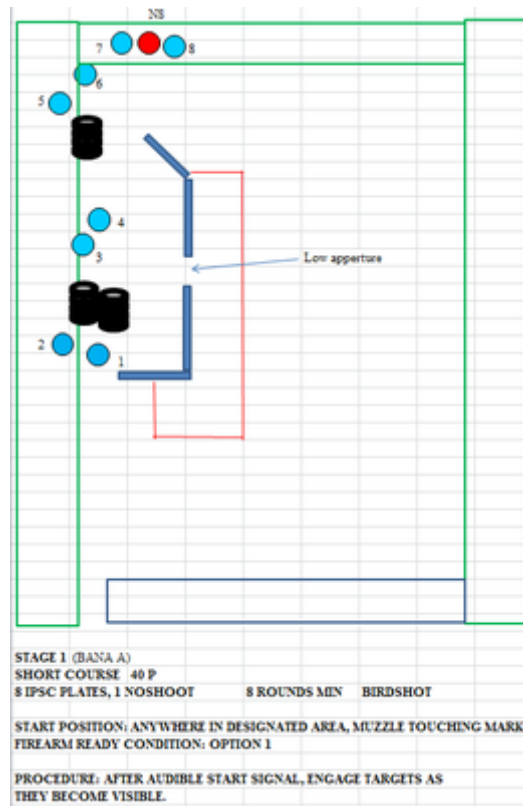 NS
7
8
6
5
4
3
Low apperture
2
1
STAGE 1 (BANA A)
SHORT COURSE 40 P
8 IPSC PLATES, 1 NOSHOOT 8 ROUNDS MIN BIRDSHOT
START POSITION: ANYWHERE IN DESIGNATED AREA, MUZZLE TOUCHING MARK
FIREARM READY CONDITION: OPTION 1
PROCEDURE: AFTER AUDIBLE START SIGNAL, ENGAGE TARGETS AS
THEY BECOME VISIBLE.